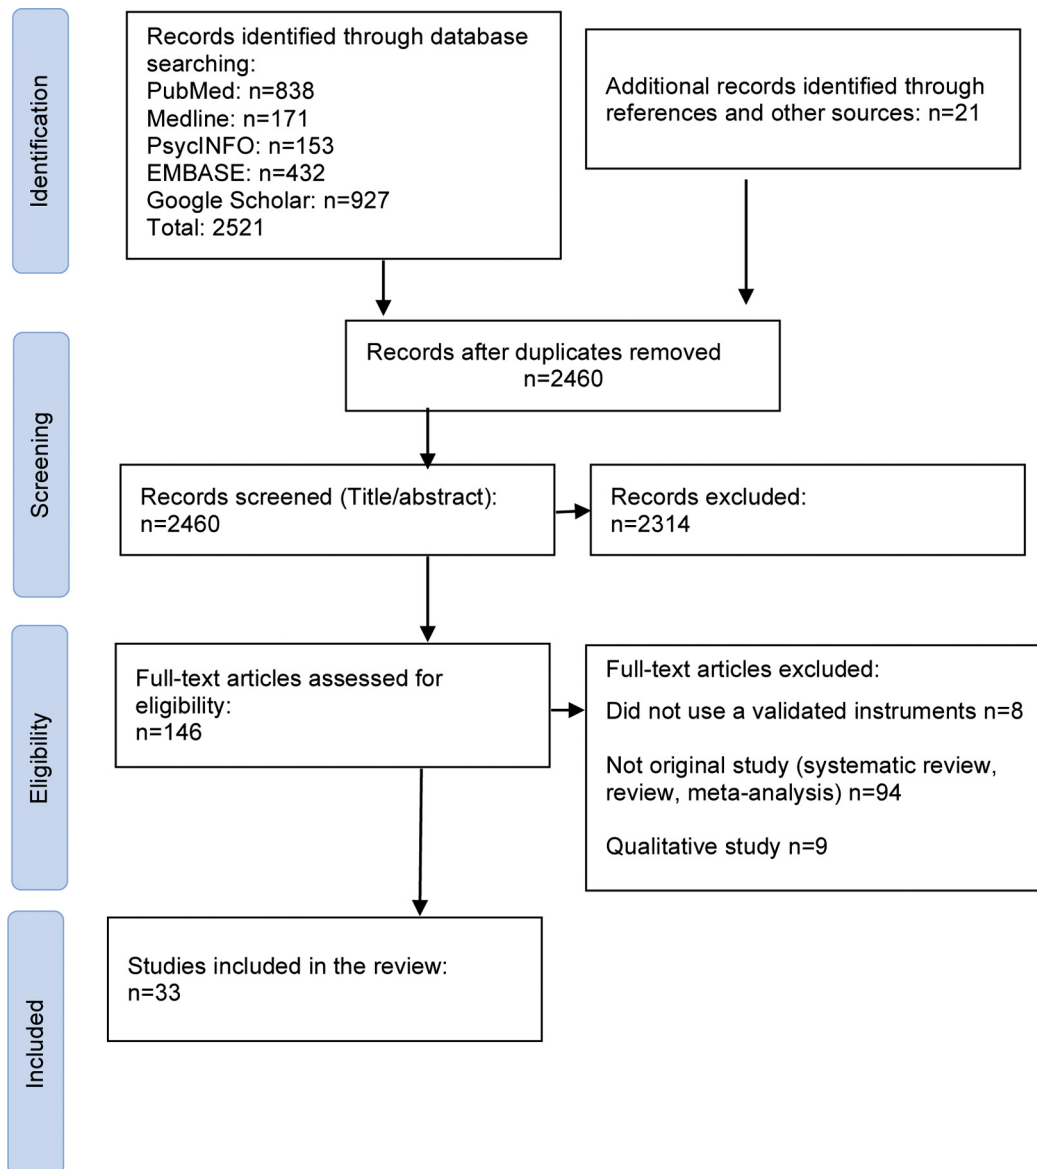 Identification
Records identified through database
searching:
PubMed: n=838
Medline: n=171
PsycINFO: n=153
EMBASE: n=432
Google Scholar: n=927
Total: 2521
Additional records identified through
references and other sources: n=21
Screening
Records after duplicates removed
n=2460
Records screened (Title/abstract):
n=2460
Records excluded:
n=2314
Eligibility
Full-text articles assessed for
eligibility:
n=146
Full-text articles excluded:
Did not use a validated instruments n=8
Not original study (systematic review,
review, meta-analysis) n=94
Qualitative study n=9
Included
Studies included in the review:
n=33